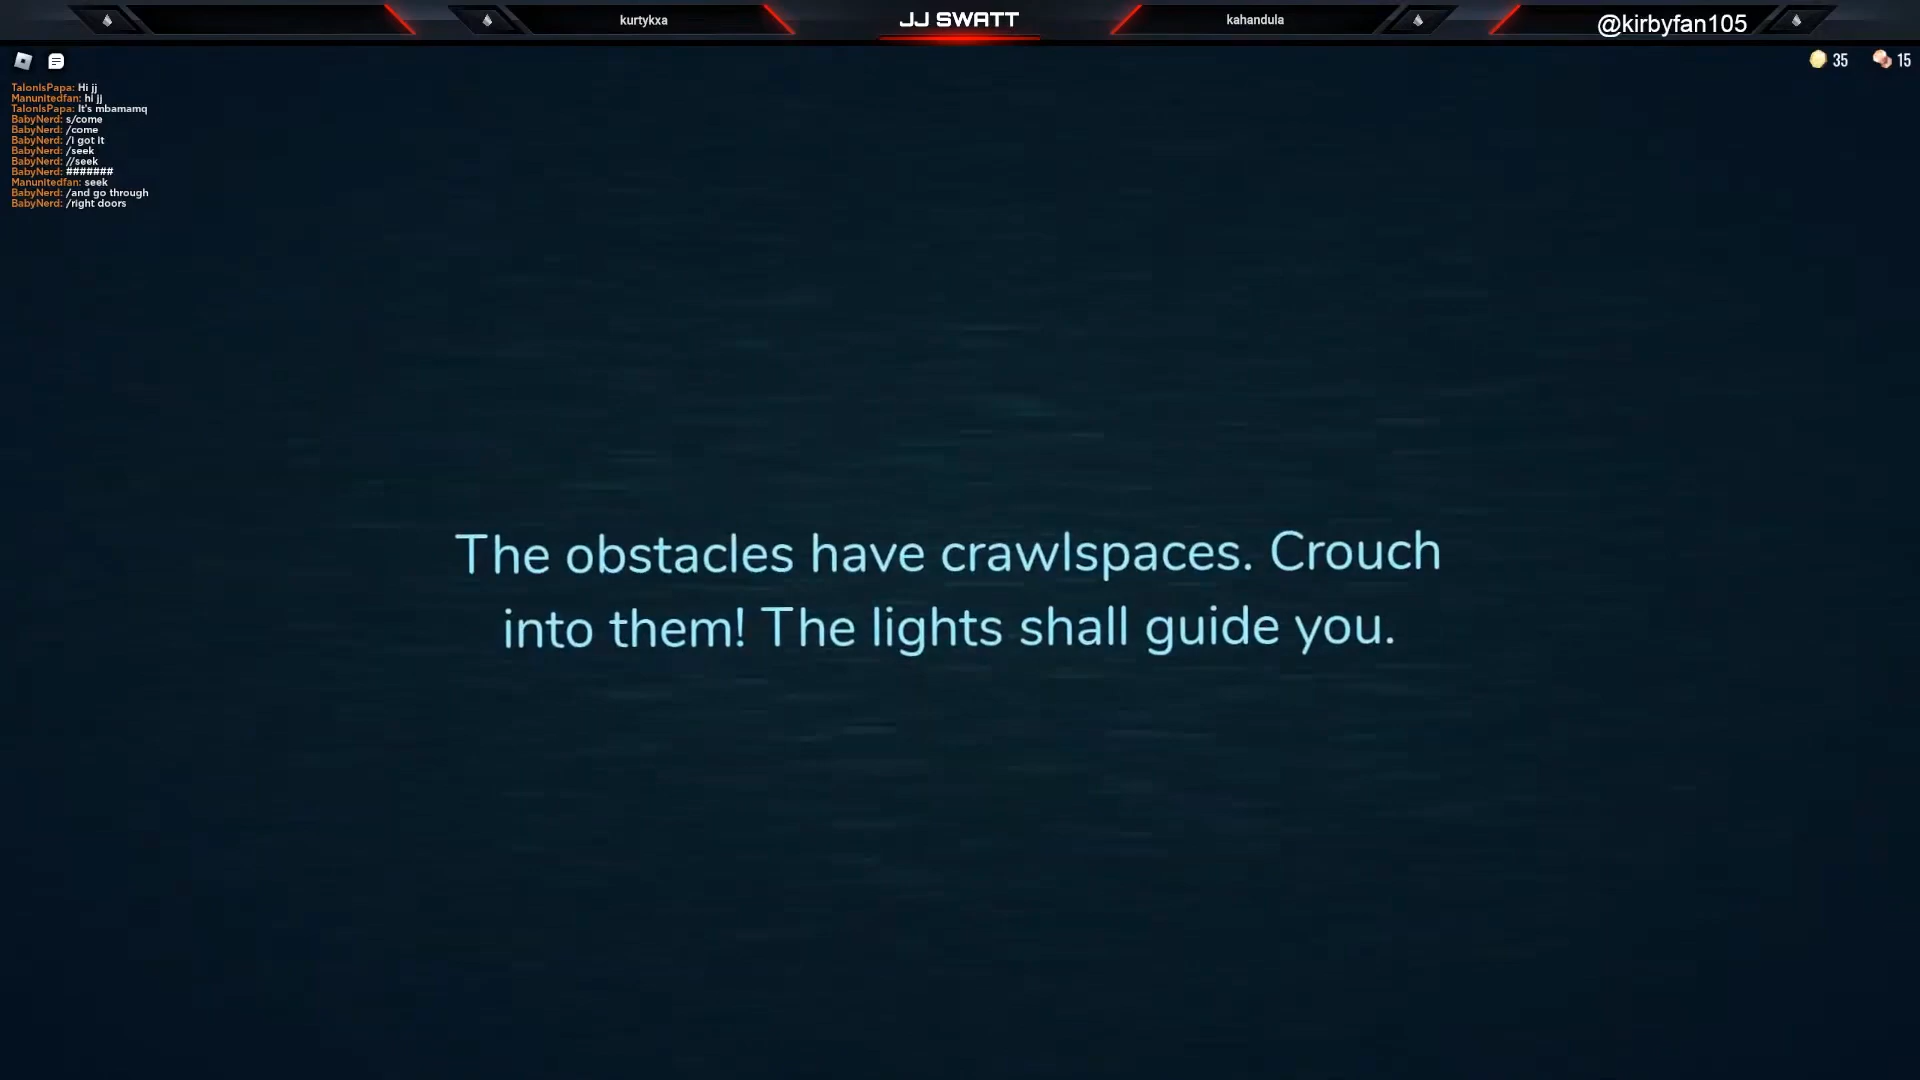 kurtykxa
JJ SWATT
kahandula
@kirbyfan105
35
15
TalonIsPapa: Hi jj
Manunitedfan: hi jj
TalonIsPapa: It's mbamamq
BabyNerd: s/come
BabyNerd: /come
BabyNerd: /I got it
BabyNerd: /seek
BabyNerd: //seek
BabyNerd: #######
Manunitedfan: seek
BabyNerd: /and go through
BabyNerd: /right doors
The obstacles have crawlspaces. Crouch
into them! The lights shall guide you.